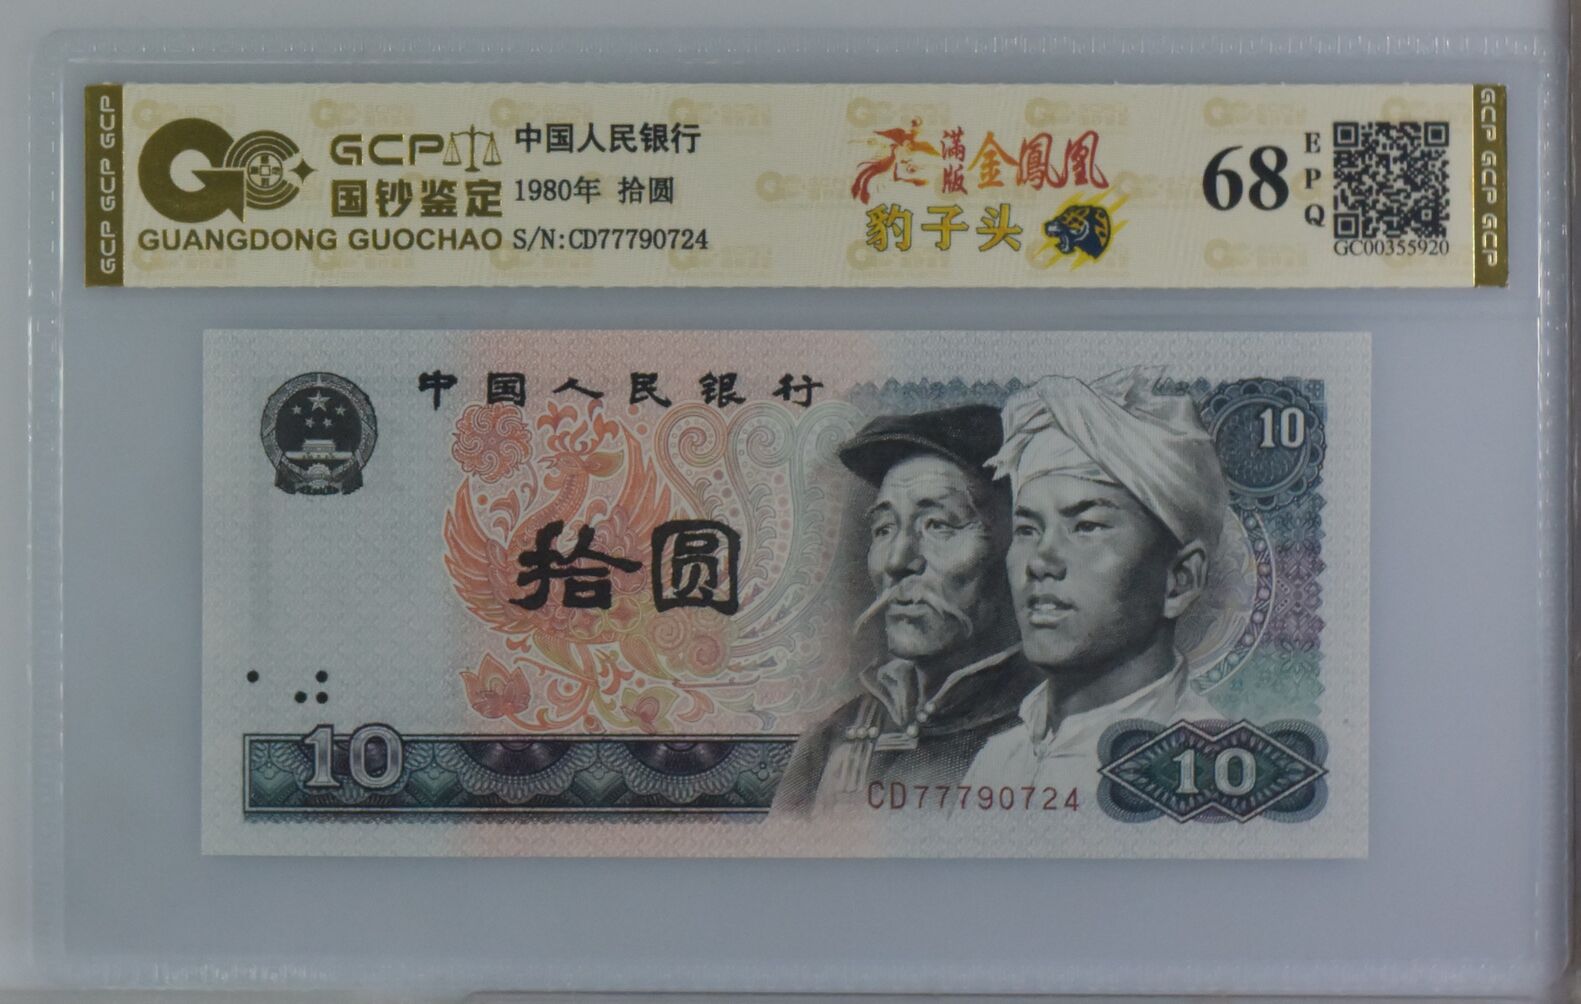 GCP GCP GCP
GCP
国钞鉴定
GUANGDONG GUOCHAO
中国人民银行
1980年 拾圆
S/N:CD77790724
满版 金鳳凰
豹子头
68
EPQ
GC00355920
GCP GCP GCP
中国人民银行
10
拾圆
10
CD77790724
10